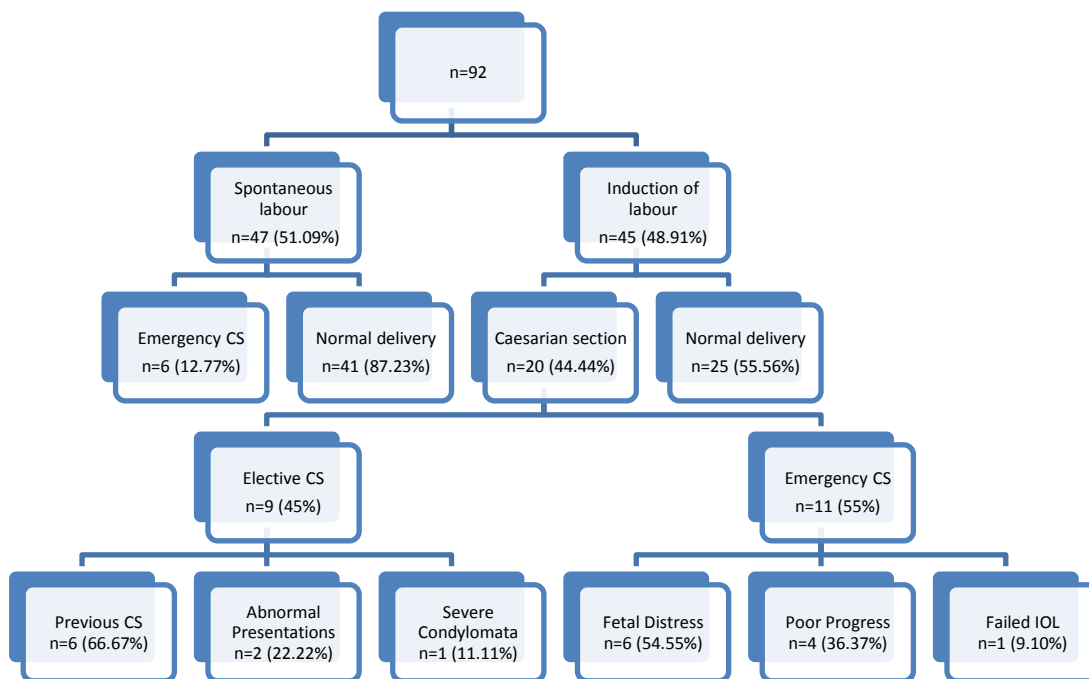 n=92
Spontaneous
labour
n=47 (51.09%)
Induction of
labour
n=45 (48.91%)
Emergency CS
n=6 (12.77%)
Normal delivery
n=41 (87.23%)
Caesarian section
n=20 (44.44%)
Normal delivery
n=25 (55.56%)
Elective CS
n=9 (45%)
Emergency CS
n=11 (55%)
Previous CS
n=6 (66.67%)
Abnormal
Presentations
n=2 (22.22%)
Severe
Condylomata
n=1 (11.11%)
Fetal Distress
n=6 (54.55%)
Poor Progress
n=4 (36.37%)
Failed IOL
n=1 (9.10%)